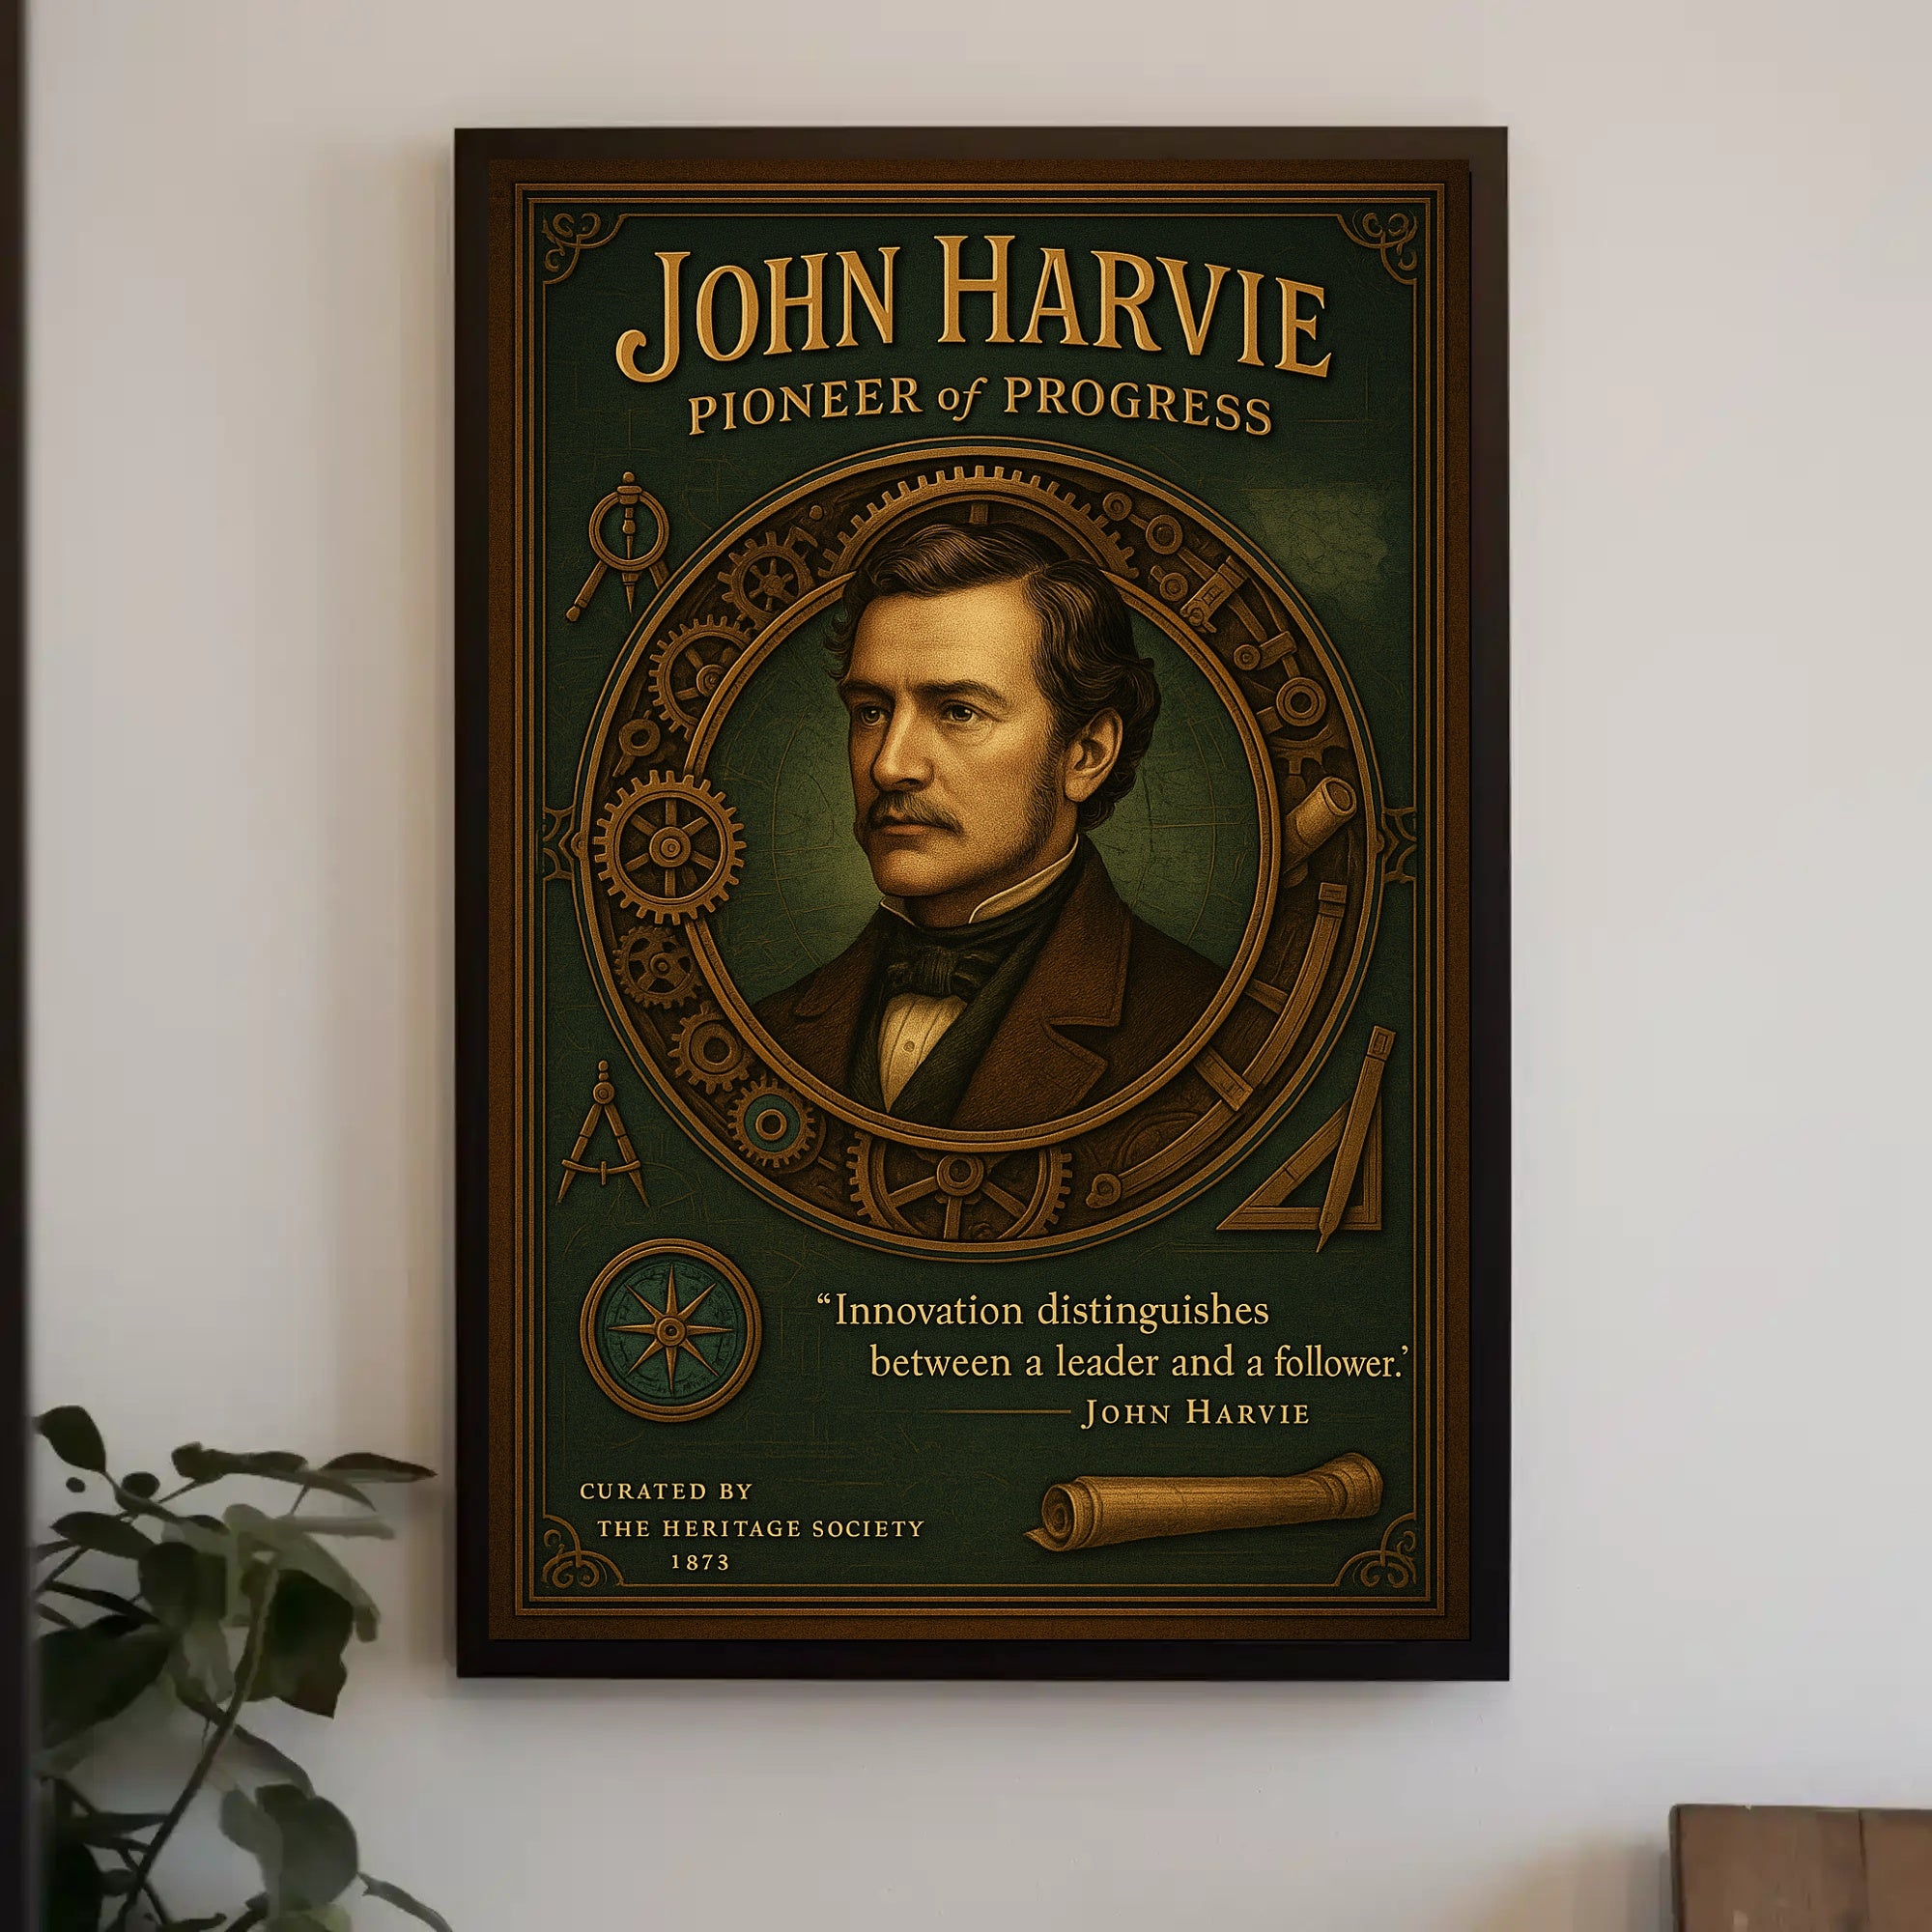 JOHN HARVIE
PIONEER of PROGRESS
“Innovation distinguishes
between a leader and a follower.’
JOHN HARVIE
CURATED BY
THE HERITAGE SOCIETY
1873